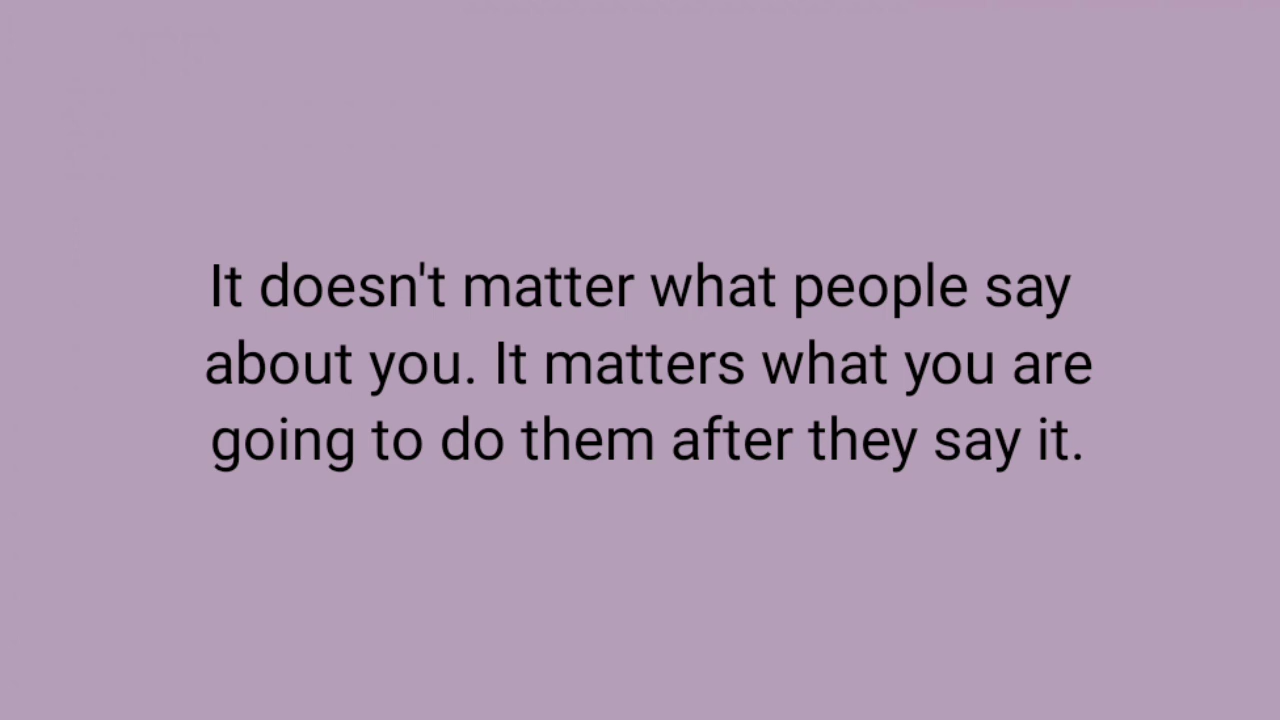 It doesn't matter what people say
about you. It matters what you are
going to do them after they say it.